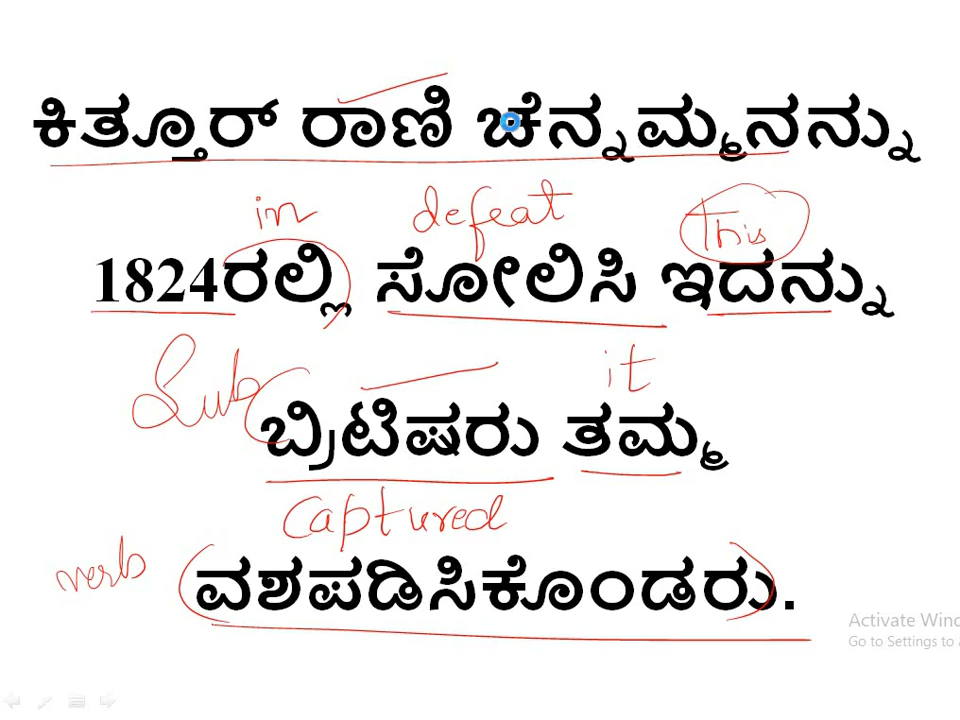 ಕಿತ್ತೂರ್ ರಾಣಿ ಚೆನ್ನಮ್ಮನನ್ನು
in defeat This
1824ರಲ್ಲಿ ಸೋಲಿಸಿ ಇದನ್ನು
Sub it
ಬ್ರಿಟಿಷರು ತಮ್ಮ
Captured
verb ವಶಪಡಿಸಿಕೊಂಡರು.
Activate Wind
Go to Settings to a